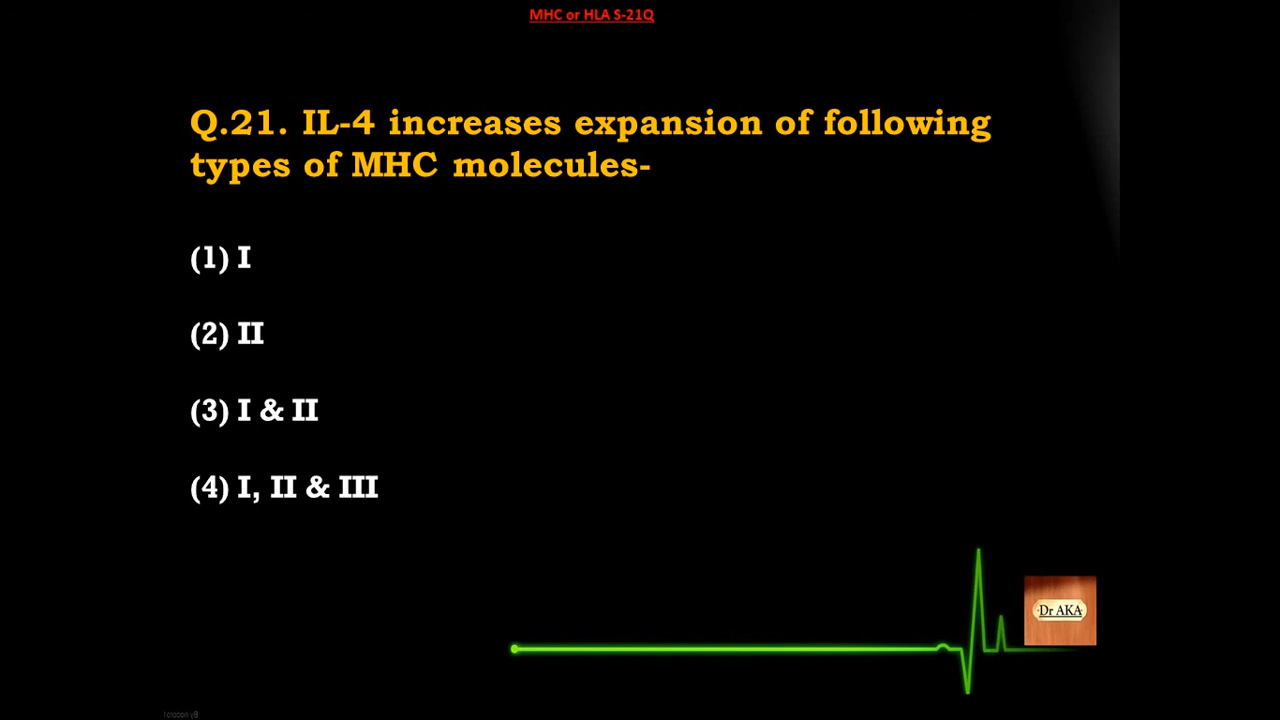 MHC or HLA S-21Q
Q.21. IL-4 increases expansion of following
types of MHC molecules-
(1) I
(2) II
(3) I & II
(4) I, II & III
Dr AKA